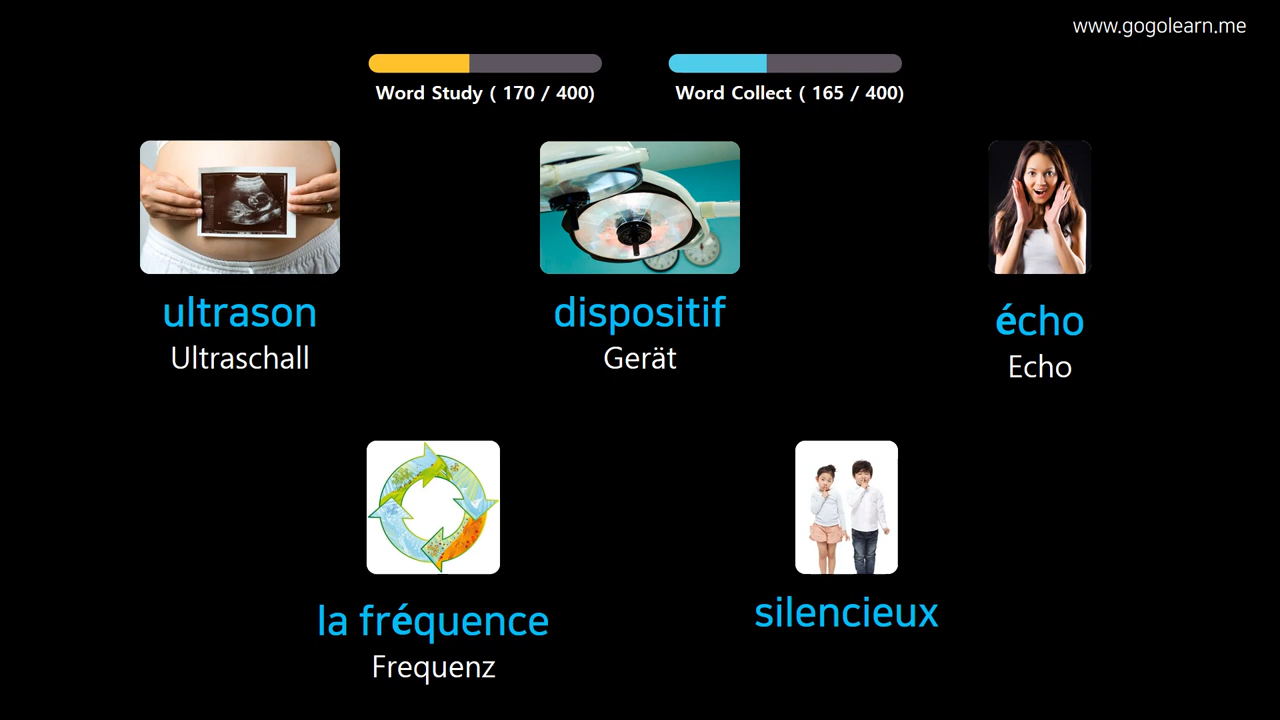 www.gogolearn.me
Word Study ( 170 / 400)
Word Collect ( 165 / 400)
ultrason
Ultraschall
dispositif
Gerät
écho
Echo
la fréquence
Frequenz
silencieux